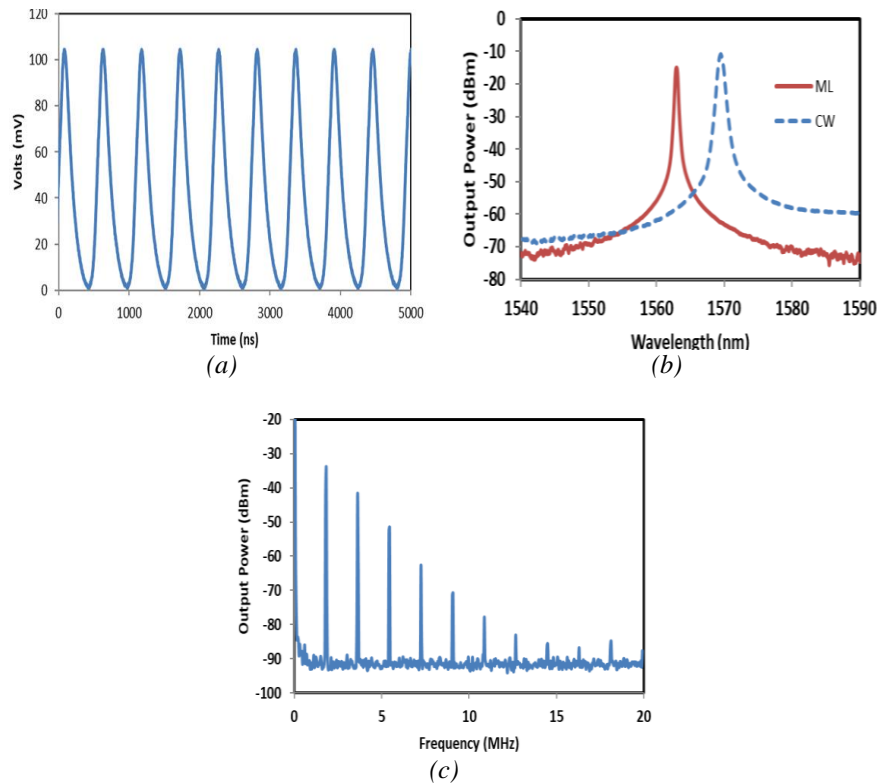 120
100
80
60
40
20
0
Volts (mV)
0 1000 2000 3000 4000 5000
Time (ns)
(a)
0
-10
-20
-30
-40
-50
-60
-70
-80
Output Power (dBm)
ML
CW
1540 1550 1560 1570 1580 1590
Wavelength (nm)
(b)
-20
-30
-40
-50
-60
-70
-80
-90
-100
Output Power (dBm)
0 5 10 15 20
Frequency (MHz)
(c)